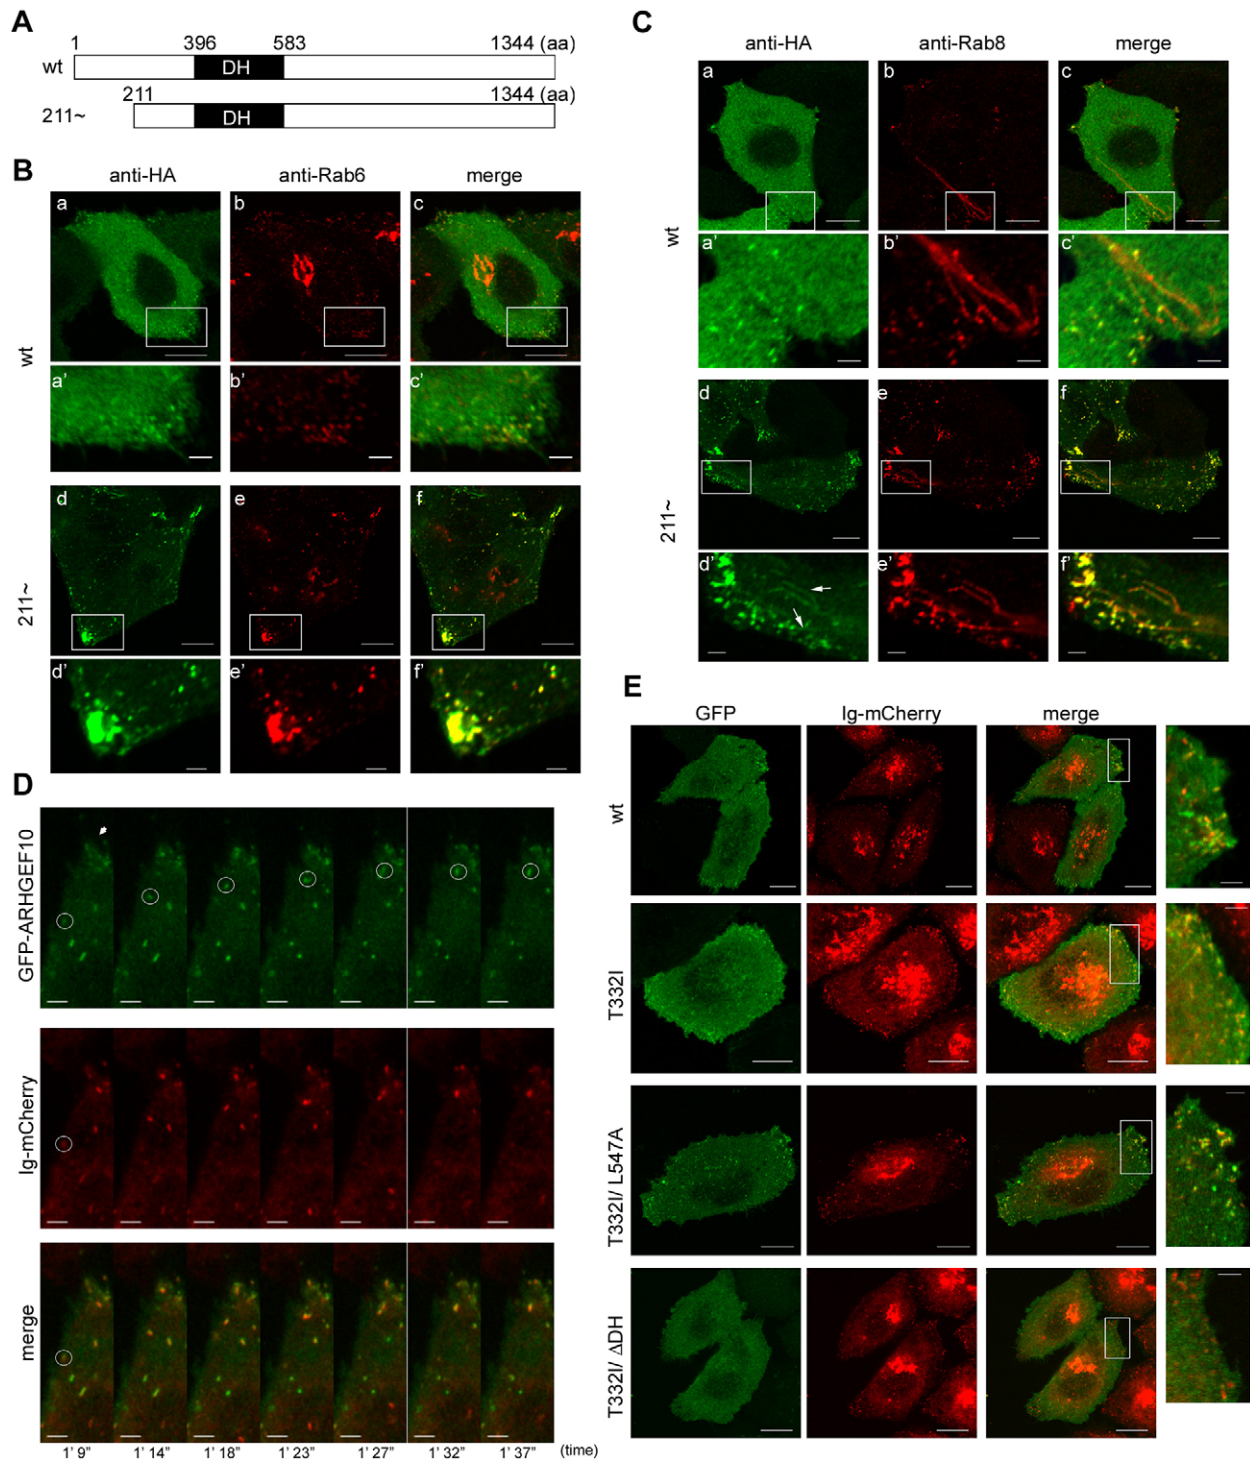 A
1 396 583 1344 (aa)
wt DH
211 1344 (aa)
211~ DH
B
anti-HA anti-Rab6 merge
wt
a b c
a' b' c'
211~
d e f
d' e' f'
C
anti-HA anti-Rab8 merge
wt
a b c
a' b' c'
211~
d e f
d' e' f'
D
GFP-ARHGEF10
Ig-mCherry
merge
1' 9" 1' 14" 1' 18" 1' 23" 1' 27" 1' 32" 1' 37" (time)
E
GFP Ig-mCherry merge
wt
T332I
T332I/ L547A
T332I/ ΔDH